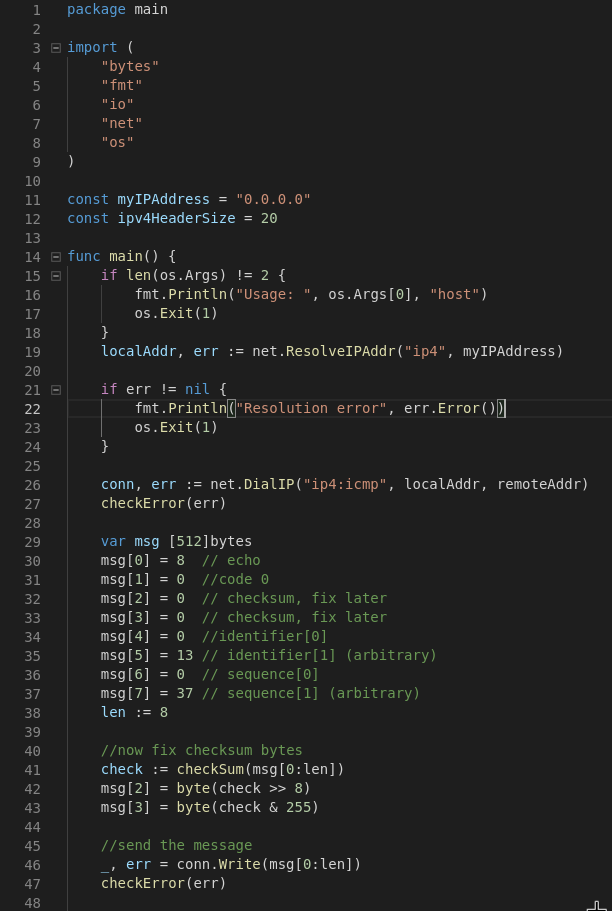 1 package main
2
3 import (
4 "bytes"
5 "fmt"
6 "io"
7 "net"
8 "os"
9 )
10
11 const myIPAddress = "0.0.0.0"
12 const ipv4HeaderSize = 20
13
14 func main() {
15 if len(os.Args) != 2 {
16 fmt.Println("Usage: ", os.Args[0], "host")
17 os.Exit(1)
18 }
19 localAddr, err := net.ResolveIPAddr("ip4", myIPAddress)
20
21 if err != nil {
22 fmt.Println("Resolution error", err.Error())
23 os.Exit(1)
24 }
25
26 conn, err := net.DialIP("ip4:icmp", localAddr, remoteAddr)
27 checkError(err)
28
29 var msg [512]bytes
30 msg[0] = 8 // echo
31 msg[1] = 0 //code 0
32 msg[2] = 0 // checksum, fix later
33 msg[3] = 0 // checksum, fix later
34 msg[4] = 0 //identifier[0]
35 msg[5] = 13 // identifier[1] (arbitrary)
36 msg[6] = 0 // sequence[0]
37 msg[7] = 37 // sequence[1] (arbitrary)
38 len := 8
39
40 //now fix checksum bytes
41 check := checkSum(msg[0:len])
42 msg[2] = byte(check >> 8)
43 msg[3] = byte(check & 255)
44
45 //send the message
46 _, err = conn.Write(msg[0:len])
47 checkError(err)
48